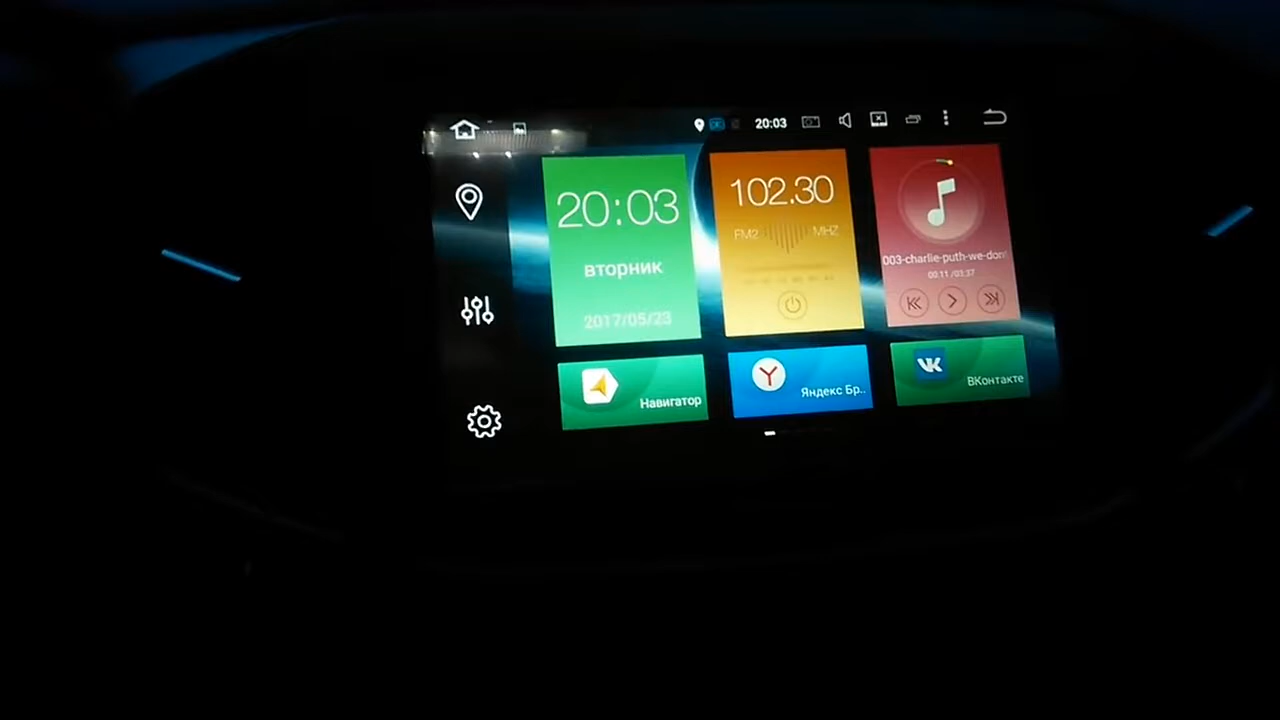 20:03
20:03
вторник
2017/05/23
102.30
FM2 MHZ
003-charlie-puth-we-don'
00:11 /03:37
Навигатор
Яндекс Бр..
ВКонтакте